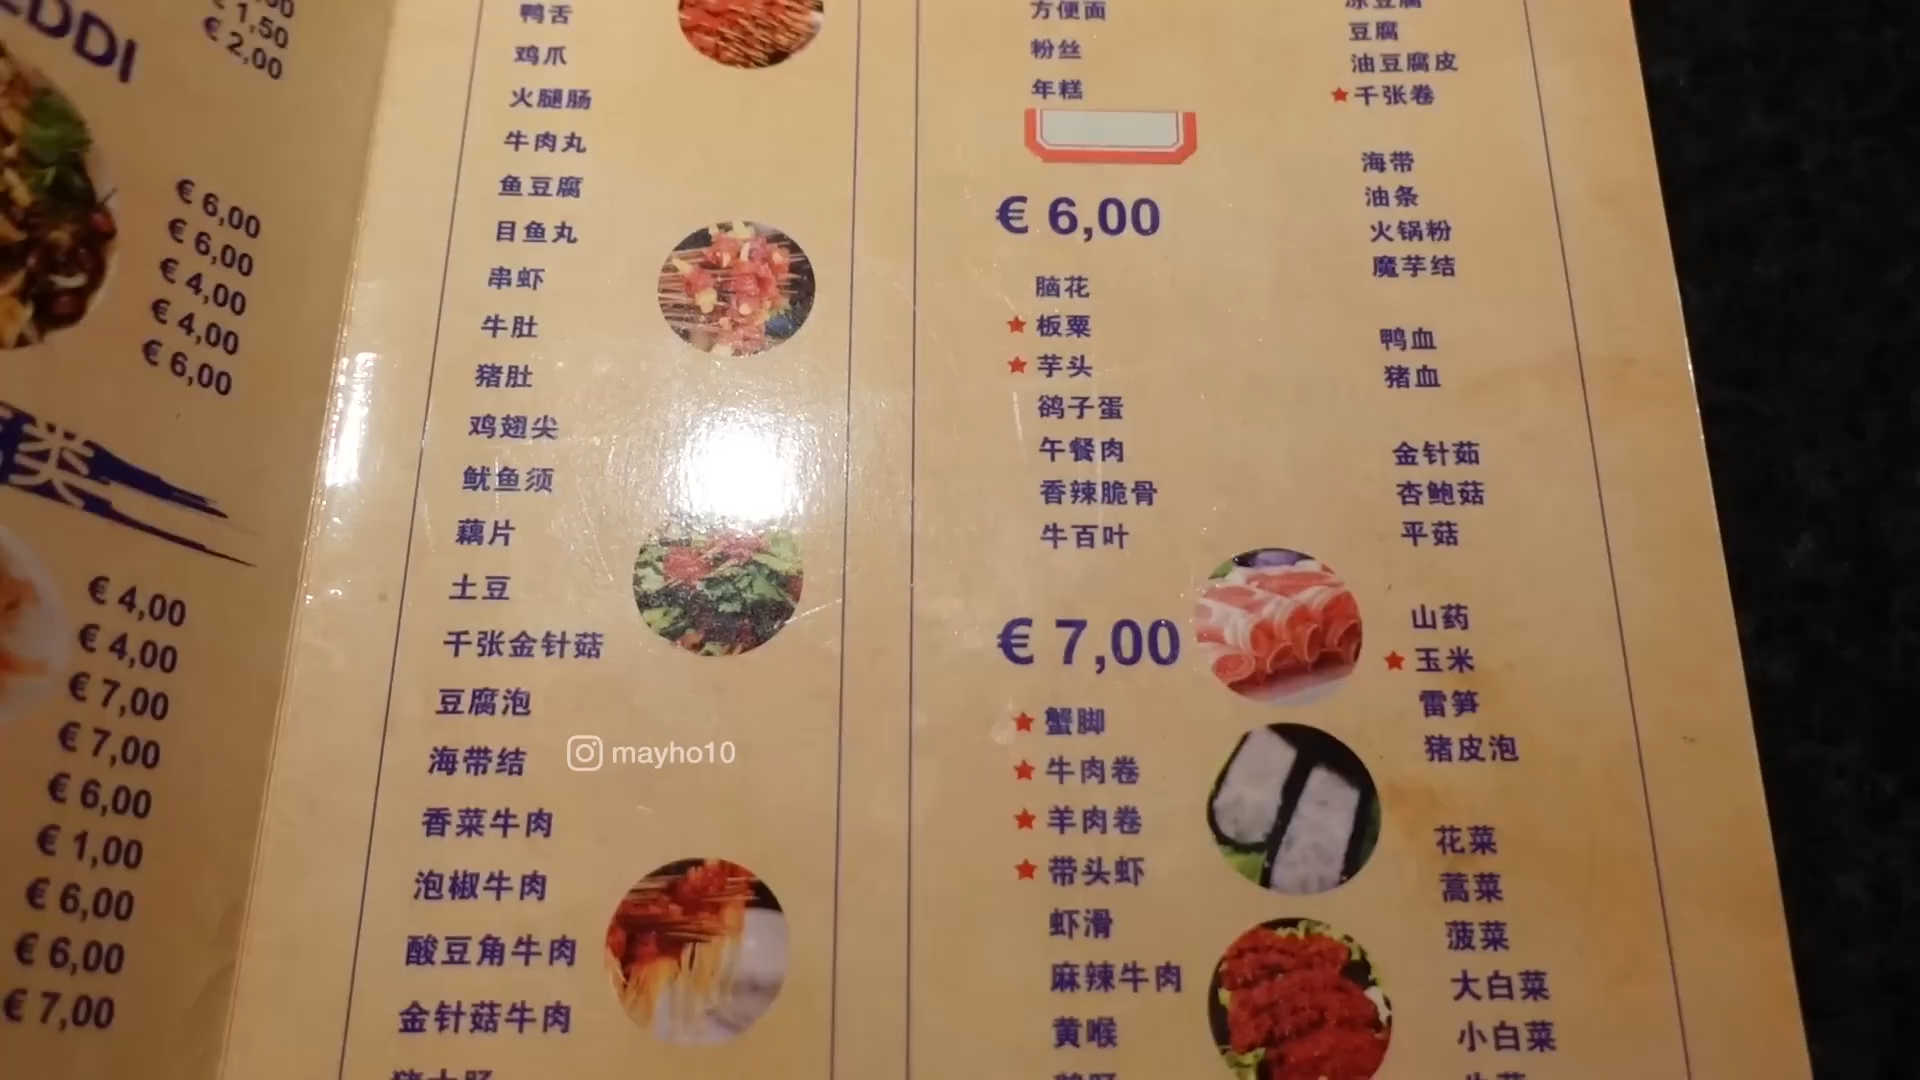 EDDI
€ 1,50
€ 2,00
€ 6,00
€ 6,00
€ 4,00
€ 4,00
€ 6,00
类
€ 4,00
€ 4,00
€ 7,00
€ 7,00
€ 6,00
€ 1,00
€ 6,00
€ 6,00
€ 7,00
鸭舌
鸡爪
火腿肠
牛肉丸
鱼豆腐
目鱼丸
串虾
牛肚
猪肚
鸡翅尖
鱿鱼须
藕片
土豆
千张金针菇
豆腐泡
海带结
香菜牛肉
泡椒牛肉
酸豆角牛肉
金针菇牛肉
mayho10
方便面
粉丝
年糕
€ 6,00
脑花
★板粟
★芋头
鹌子蛋
午餐肉
香辣脆骨
牛百叶
€ 7,00
★蟹脚
★牛肉卷
★羊肉卷
★带头虾
虾滑
麻辣牛肉
黄喉
冻豆腐
豆腐
油豆腐皮
★千张卷
海带
油条
火锅粉
魔芋结
鸭血
猪血
金针茹
杏鲍菇
平菇
山药
★玉米
雷笋
猪皮泡
花菜
蒿菜
菠菜
大白菜
小白菜